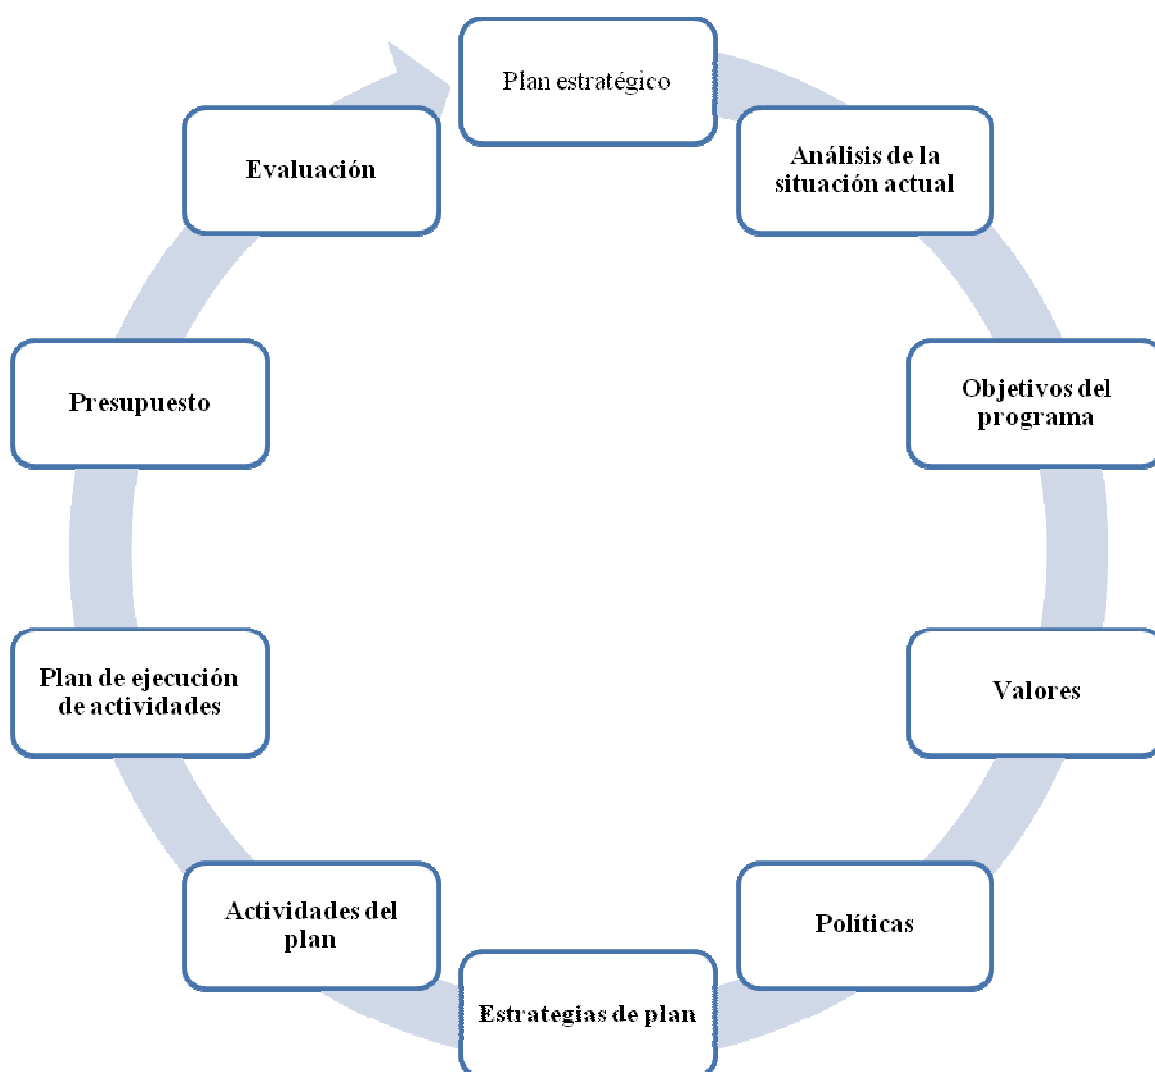 Plan estratégico
Análisis de la
situación actual
Objetivos del
programa
Valores
Políticas
Estrategias de plan
Actividades del
plan
Plan de ejecución
de actividades
Presupuesto
Evaluación